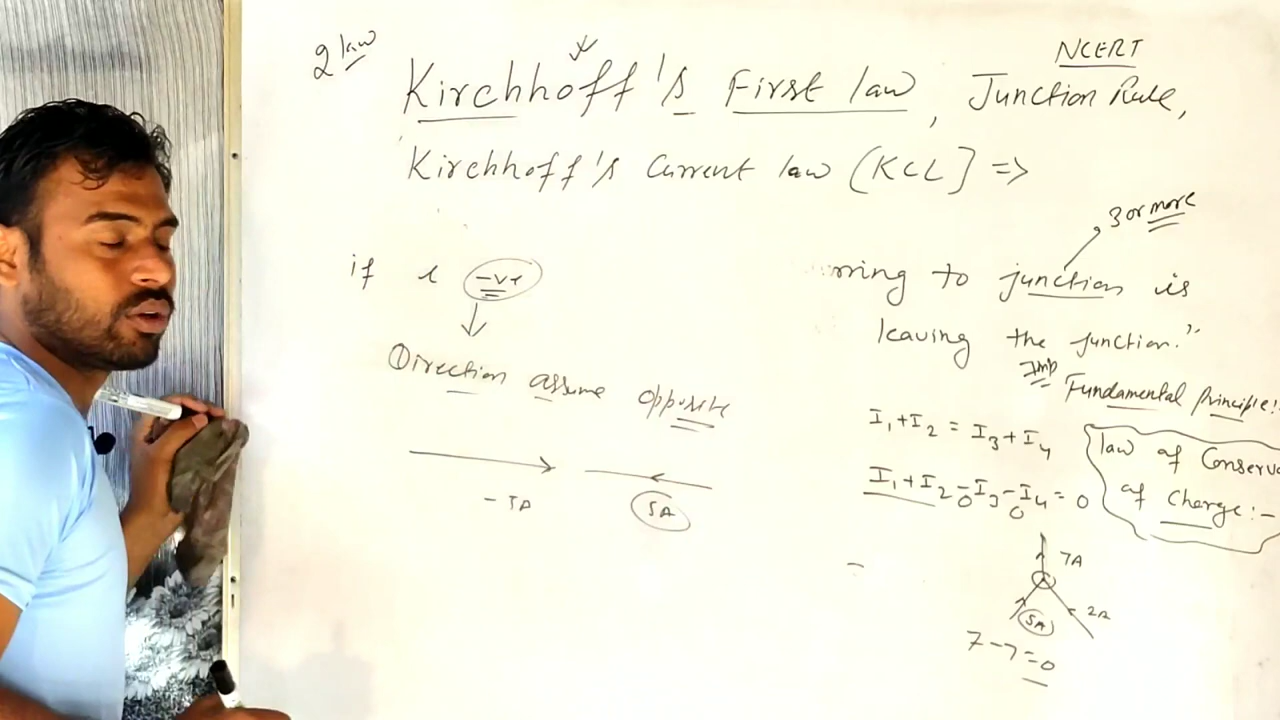 2 law
NCERT
Kirchhoff's First law, Junction Rule,
Kirchhoff's Current law (KCL] =>
3 or more
if i -ve
rring to junction is
leaving the junction."
Imp
Fundamental Principle:
Direction assume opposite
I₁+I₂ = I₃+I₄
law of Conserva
I₁+I₂-I₃-I₄=0
of Charge:-
-5A
5A
7A
5A
2A
7-7=0